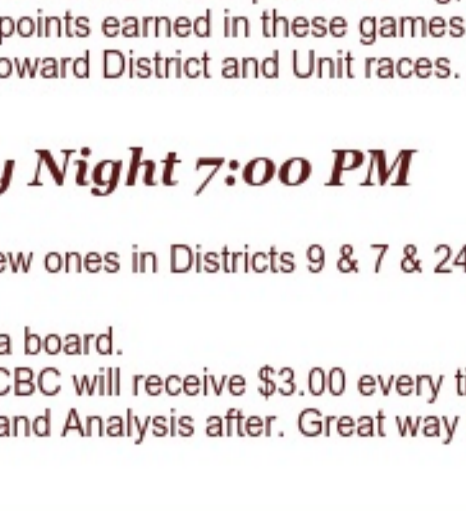 points earned in these games
oward District and Unit races.
y Night 7:00 PM
ew ones in Districts 9 & 7 & 24
a board.
CBC will receive $3.00 every ti
and Analysis after. Great way